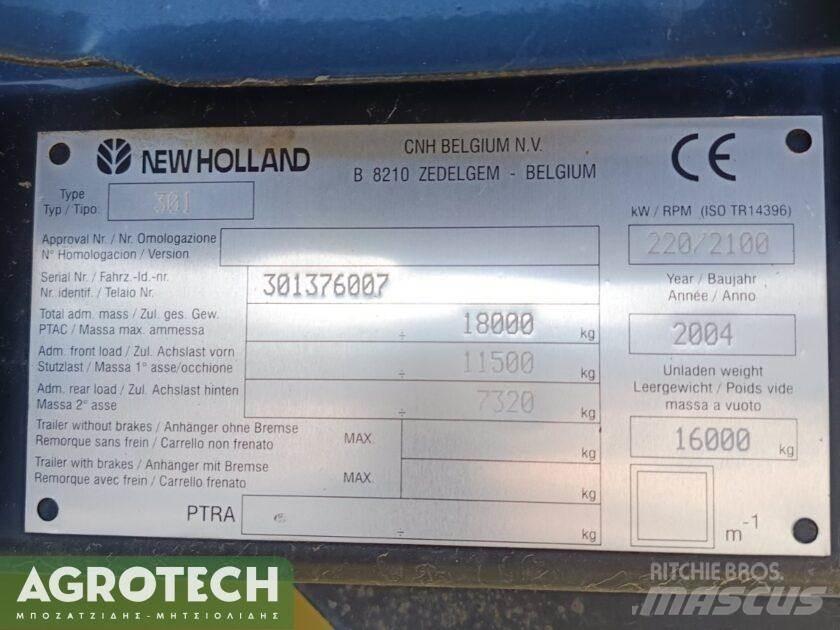 NEW HOLLAND
CNH BELGIUM N.V.
B 8210 ZEDELGEM - BELGIUM
CE
Type
Typ / Tipo
301
kW / RPM (ISO TR14396)
220/2100
Approval Nr. / Nr. Omologazione
N° Homologacion / Version
Serial Nr. / Fahrz.-Id.-nr.
Nr. identif. / Telaio Nr.
301376007
Year / Baujahr
Année / Anno
2004
Total adm. mass / Zul. ges. Gew.
PTAC / Massa max. ammessa
÷ 18000 kg
Adm. front load / Zul. Achslast vorn
Stutzlast / Massa 1° asse/occhione
÷ 11500 kg
Adm. rear load / Zul. Achslast hinten
Massa 2° asse
÷ 7320 kg
Unladen weight
Leergewicht / Poids vide
massa a vuoto
16000 kg
Trailer without brakes / Anhänger ohne Bremse
Remorque sans frein / Carrello non frenato
MAX. kg
Trailer with brakes / Anhänger mit Bremse
Remorque avec frein / Carrello frenato
MAX. kg
PTRA ÷ kg
m-1
AGROTECH
ΜΠΟΖΑΤΖΙΔΗΣ-ΜΗΤΣΙΟΛΙΔΗΣ
RITCHIE BROS.
MASCUS